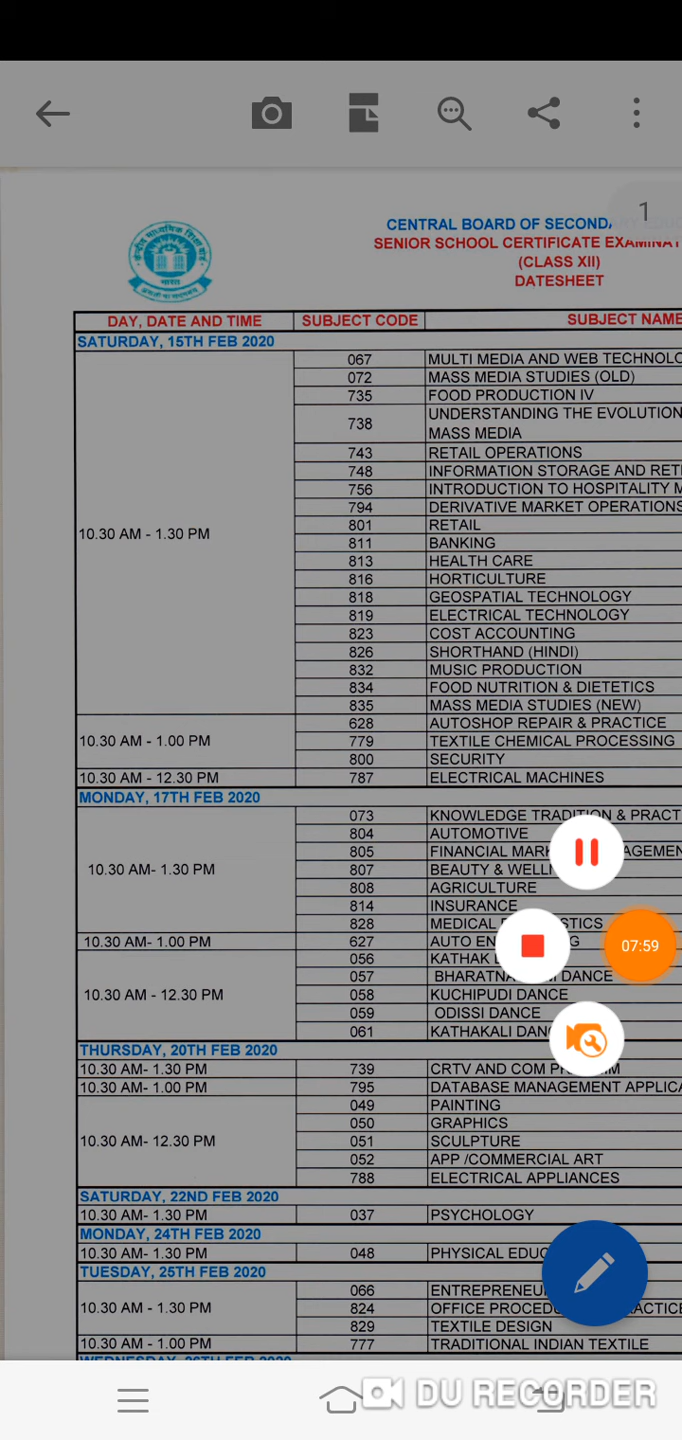 1
CENTRAL BOARD OF SECOND
SENIOR SCHOOL CERTIFICATE EXAMINAT
(CLASS XII)
DATESHEET
DAY, DATE AND TIME SUBJECT CODE SUBJECT NAME
SATURDAY, 15TH FEB 2020
067 MULTI MEDIA AND WEB TECHNOLO
072 MASS MEDIA STUDIES (OLD)
735 FOOD PRODUCTION IV
738 UNDERSTANDING THE EVOLUTION
MASS MEDIA
743 RETAIL OPERATIONS
748 INFORMATION STORAGE AND RET
756 INTRODUCTION TO HOSPITALITY M
794 DERIVATIVE MARKET OPERATIONS
10.30 AM - 1.30 PM 801 RETAIL
811 BANKING
813 HEALTH CARE
816 HORTICULTURE
818 GEOSPATIAL TECHNOLOGY
819 ELECTRICAL TECHNOLOGY
823 COST ACCOUNTING
826 SHORTHAND (HINDI)
832 MUSIC PRODUCTION
834 FOOD NUTRITION & DIETETICS
835 MASS MEDIA STUDIES (NEW)
628 AUTOSHOP REPAIR & PRACTICE
10.30 AM - 1.00 PM 779 TEXTILE CHEMICAL PROCESSING
800 SECURITY
10.30 AM - 12.30 PM 787 ELECTRICAL MACHINES
MONDAY, 17TH FEB 2020
073 KNOWLEDGE TRADITION & PRACT
804 AUTOMOTIVE
805 FINANCIAL MARK AGEMEN
10.30 AM- 1.30 PM 807 BEAUTY & WELL
808 AGRICULTURE
814 INSURANCE
828 MEDICAL D STICS
10.30 AM- 1.00 PM 627 AUTO EN G
056 KATHAK
057 BHARATNA DANCE
10.30 AM - 12.30 PM 058 KUCHIPUDI DANCE
059 ODISSI DANCE
061 KATHAKALI DANC
07:59
THURSDAY, 20TH FEB 2020
10.30 AM- 1.30 PM 739 CRTV AND COM PR M
10.30 AM- 1.00 PM 795 DATABASE MANAGEMENT APPLICA
049 PAINTING
050 GRAPHICS
10.30 AM- 12.30 PM 051 SCULPTURE
052 APP /COMMERCIAL ART
788 ELECTRICAL APPLIANCES
SATURDAY, 22ND FEB 2020
10.30 AM- 1.30 PM 037 PSYCHOLOGY
MONDAY, 24TH FEB 2020
10.30 AM- 1.30 PM 048 PHYSICAL EDUC
TUESDAY, 25TH FEB 2020
066 ENTREPRENEU
10.30 AM - 1.30 PM 824 OFFICE PROCED RACTICE
829 TEXTILE DESIGN
10.30 AM - 1.00 PM 777 TRADITIONAL INDIAN TEXTILE
DU RECORDER